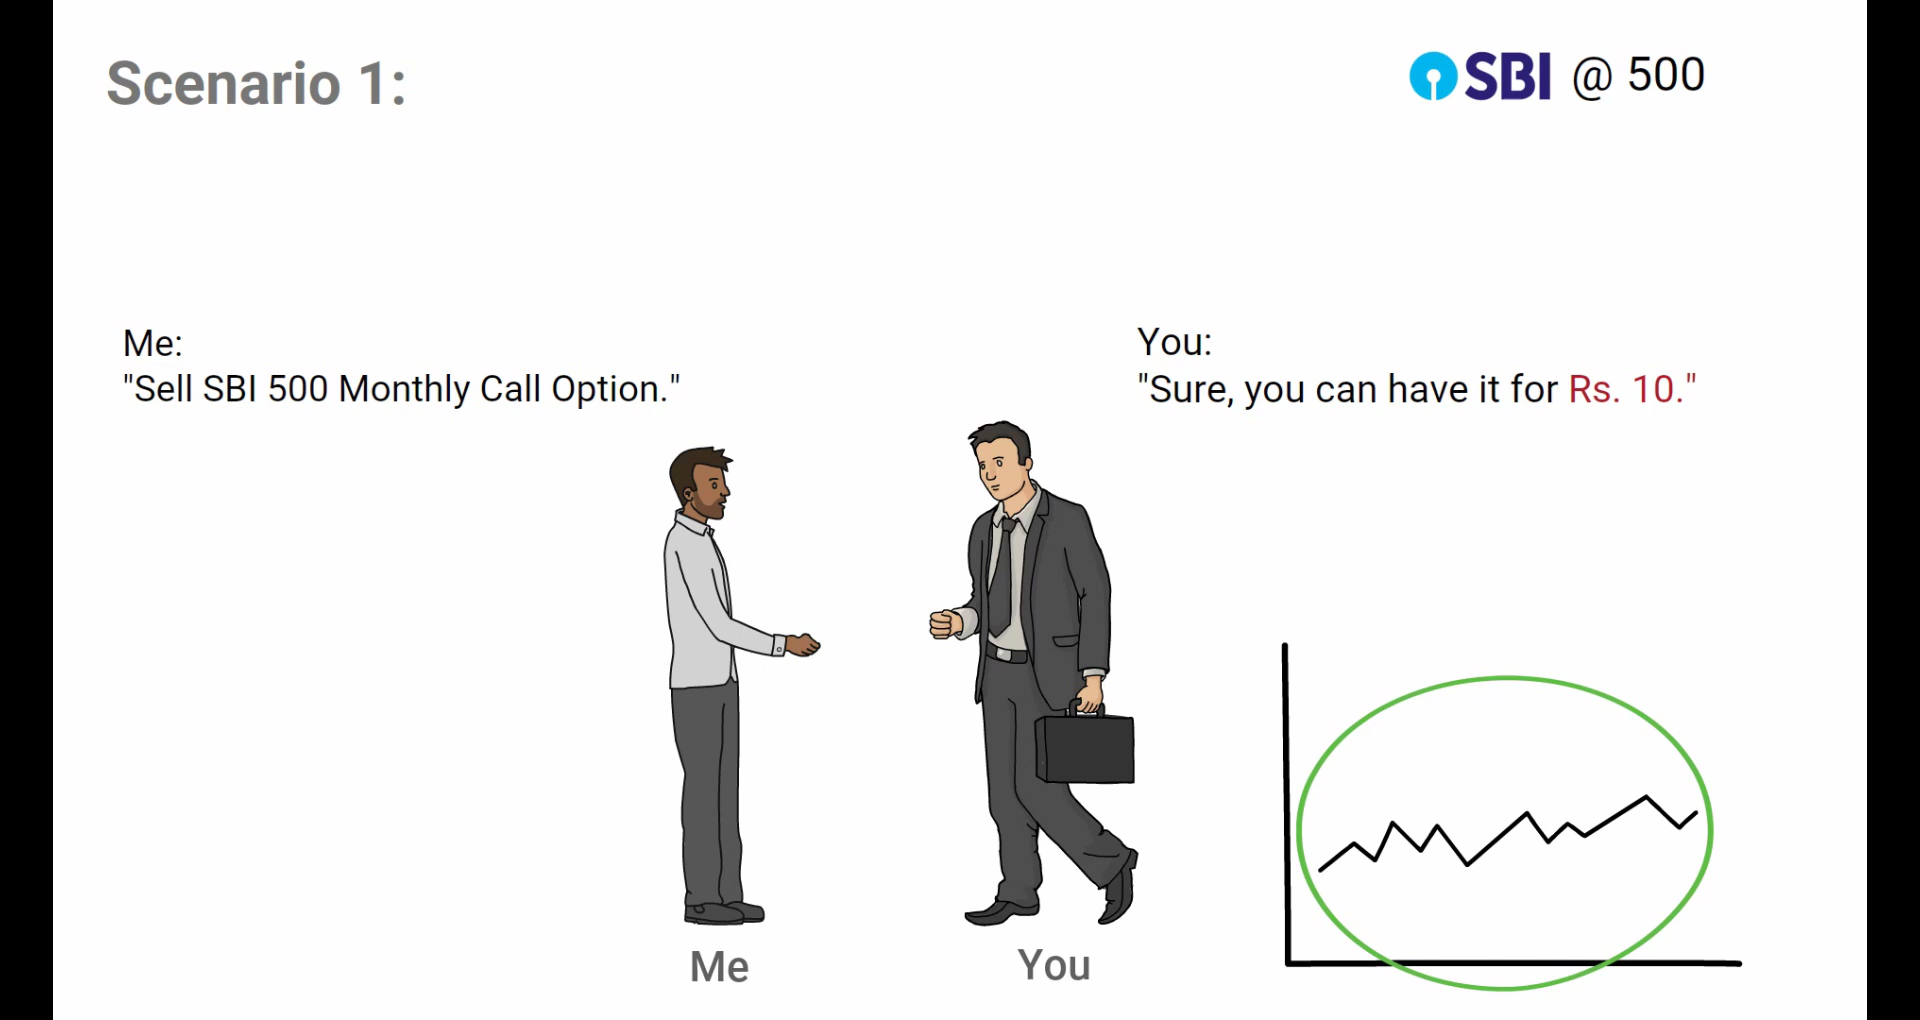 Scenario 1:
SBI @ 500
Me:
"Sell SBI 500 Monthly Call Option."
You:
"Sure, you can have it for Rs. 10."
Me
You